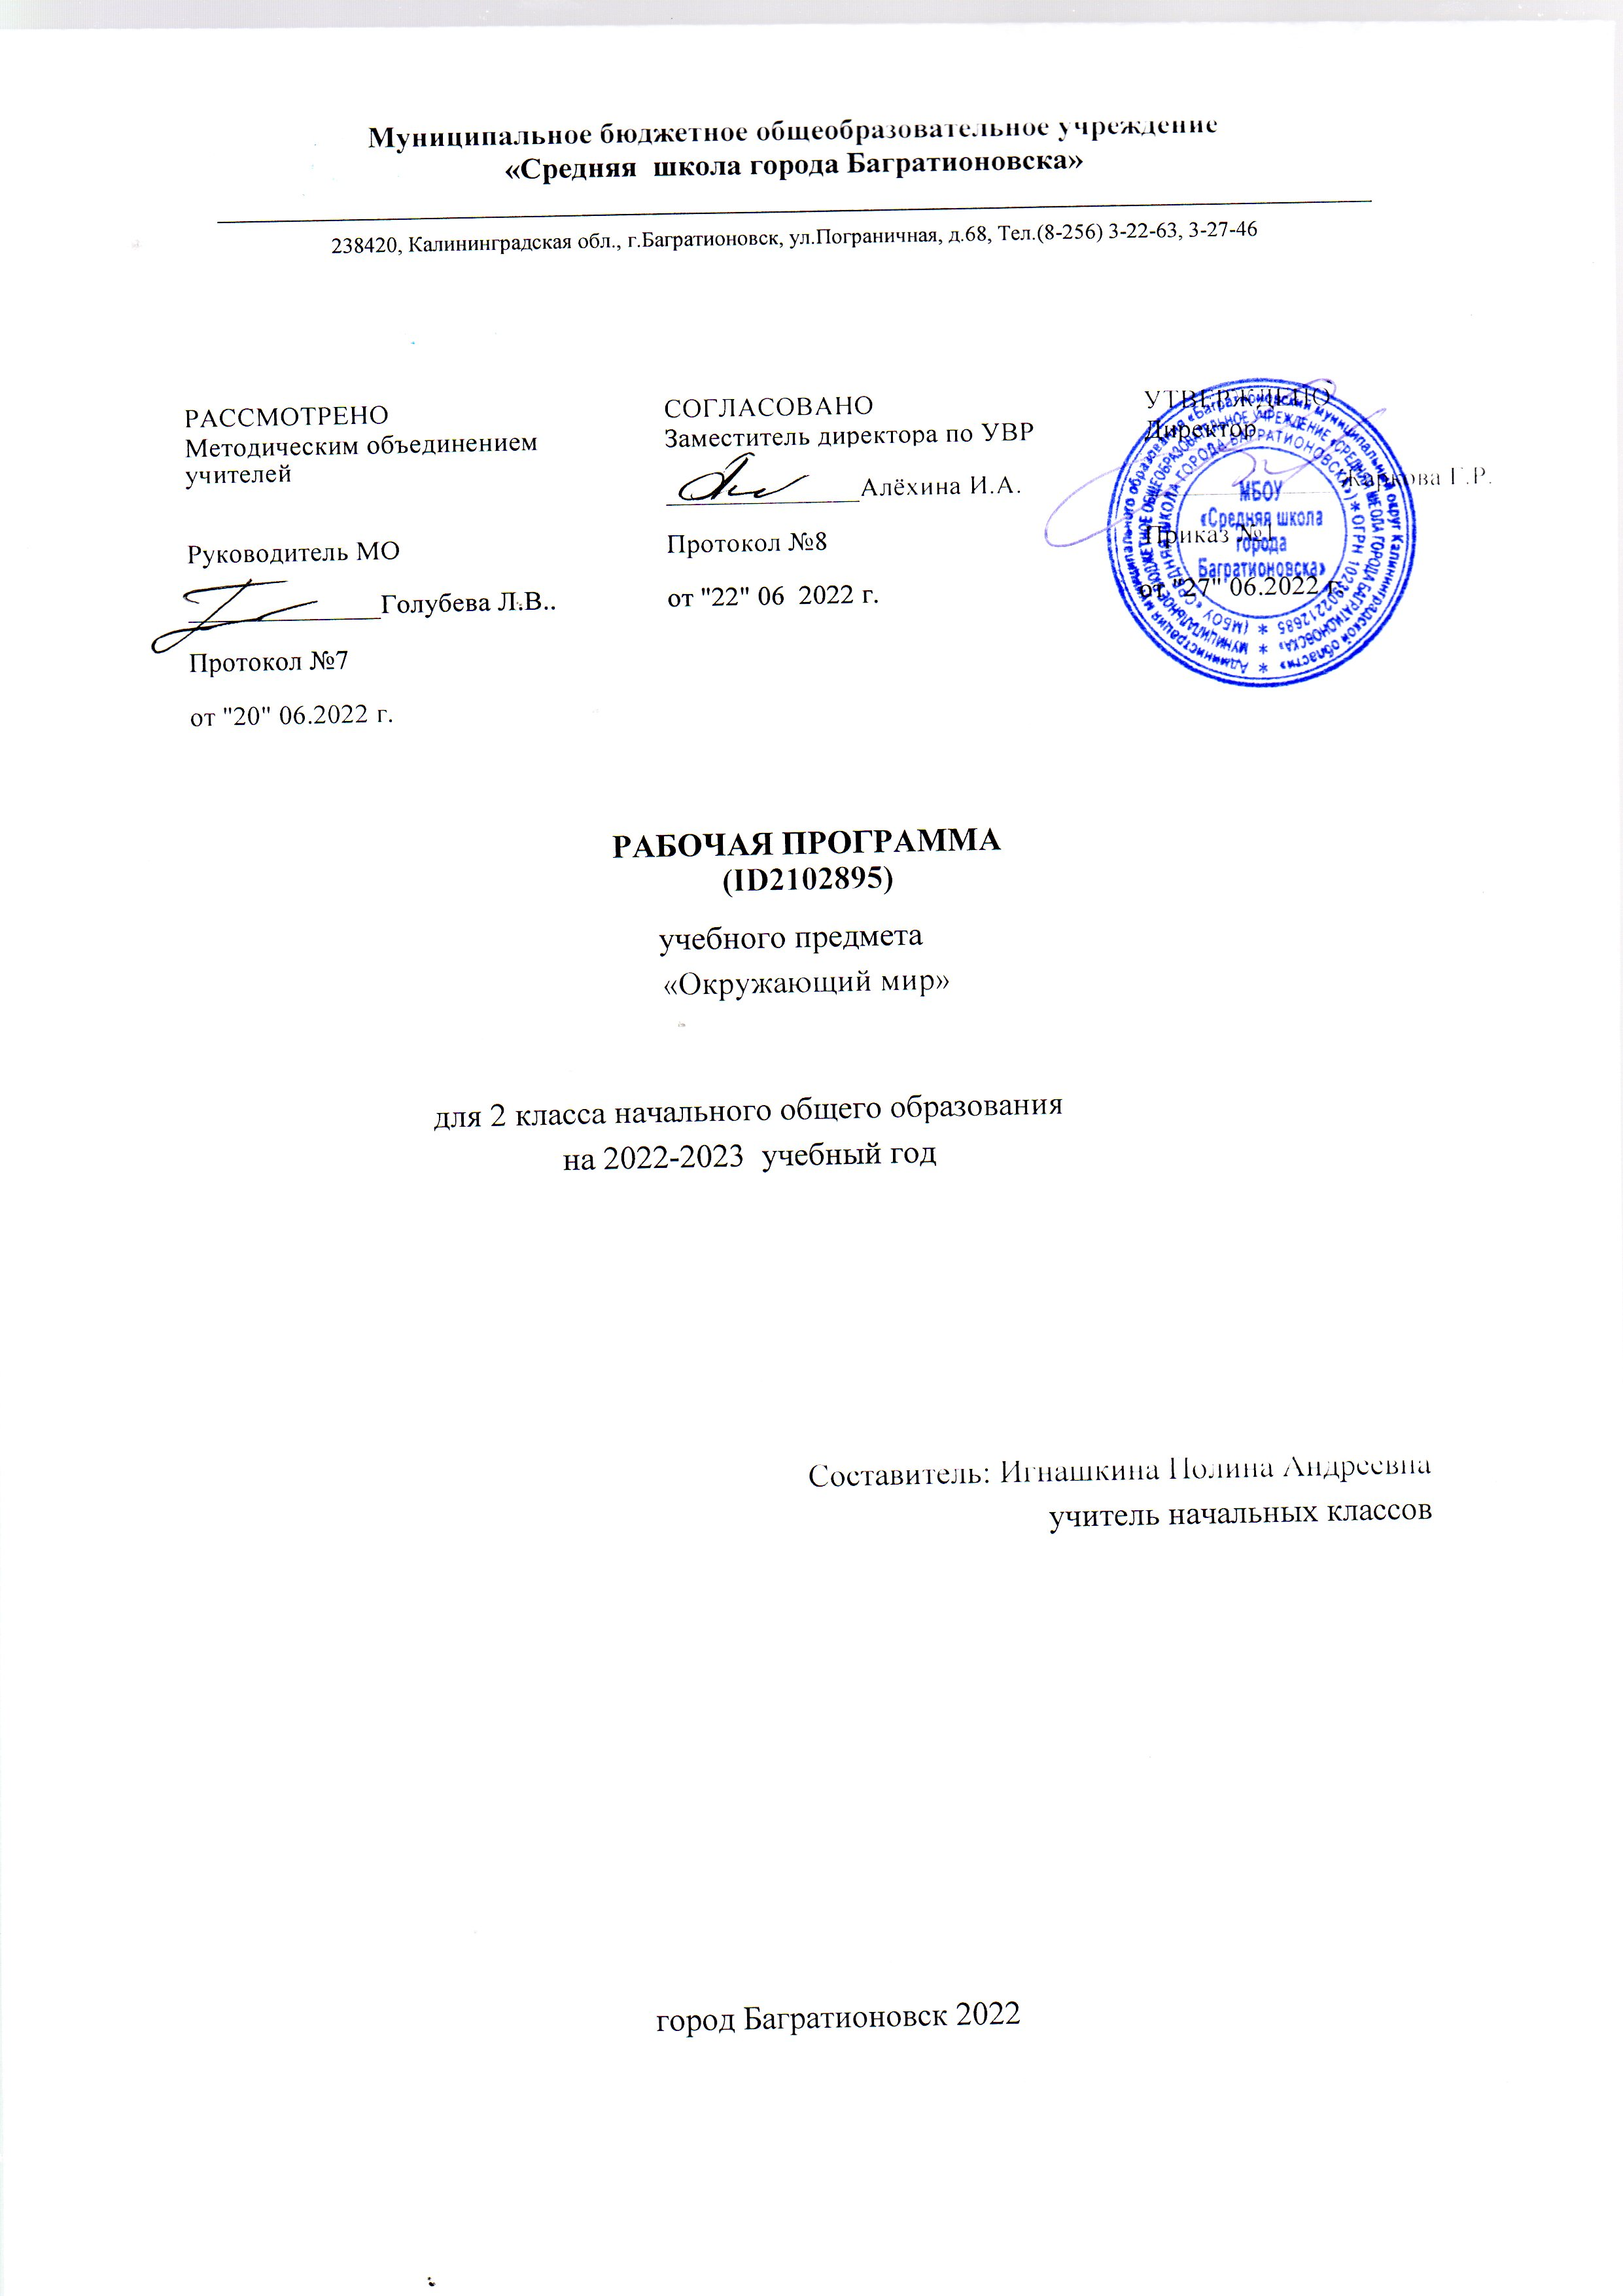 Муниципальное бюджетное общеобразовательное учреждение
«Средняя школа города Багратионовска»
238420, Калининградская обл., г.Багратионовск, ул.Пограничная, д.68, Тел.(8-256) 3-22-63, 3-27-46
РАССМОТРЕНО
Методическим объединением
учителей
Руководитель МО
Голубева Л.В..
Протокол №7
от "20" 06.2022 г.
СОГЛАСОВАНО
Заместитель директора по УВР
Алёхина И.А.
Протокол №8
от "22" 06 2022 г.
УТВЕРЖДЕНО
Директор
Жаркова Г.Р.
Приказ №1
от "27" 06.2022 г.
МБОУ
«Средняя школа
города
Багратионовска»
РАБОЧАЯ ПРОГРАММА
(ID2102895)
учебного предмета
«Окружающий мир»
для 2 класса начального общего образования
на 2022-2023 учебный год
Составитель: Игнашкина Полина Андреевна
учитель начальных классов
город Багратионовск 2022